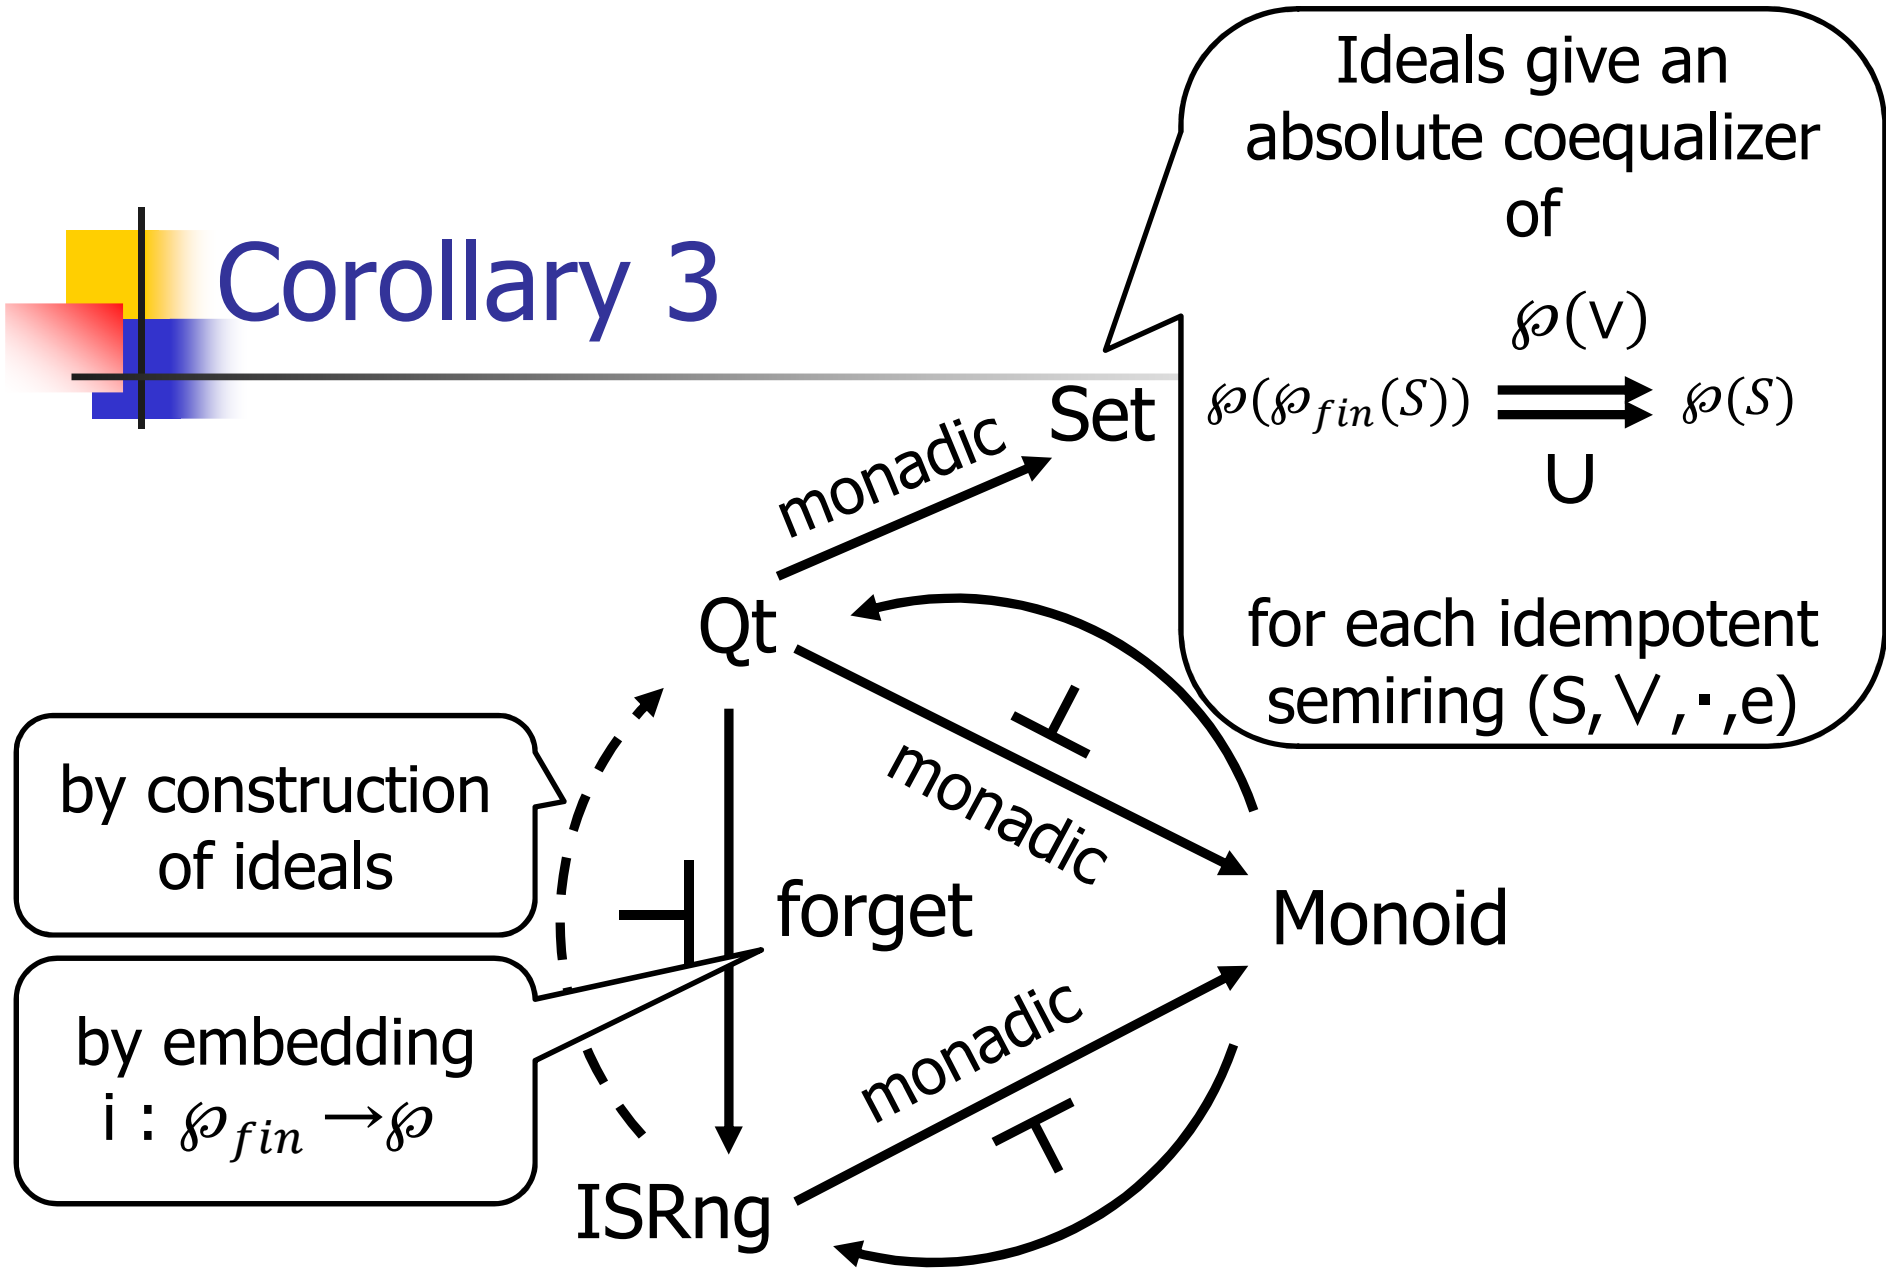 Corollary 3
Ideals give an
absolute coequalizer
of
℘(∨)
℘(℘_{fin}(S)) ⇉ ℘(S)
∪
for each idempotent
semiring (S,∨,·,e)
Set
monadic
Qt
⊥
monadic
by construction
of ideals
⊣
forget
Monoid
by embedding
i : ℘_{fin} →℘
monadic
⊥
ISRng